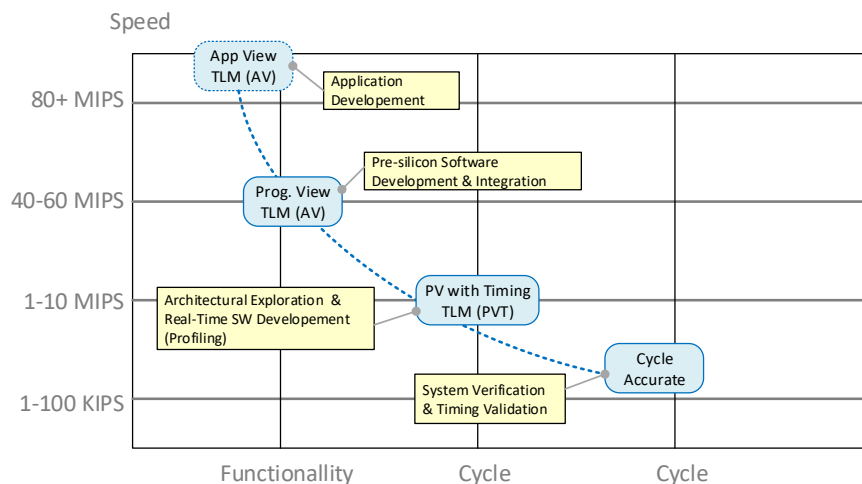 Speed
App View
TLM (AV)
Application
Developement
80+ MIPS
Pre-silicon Software
Development & Integration
Prog. View
TLM (AV)
40-60 MIPS
PV with Timing
TLM (PVT)
1-10 MIPS
Architectural Exploration &
Real-Time SW Developement
(Profiling)
Cycle
Accurate
System Verification
& Timing Validation
1-100 KIPS
Functionallity
Cycle
Cycle